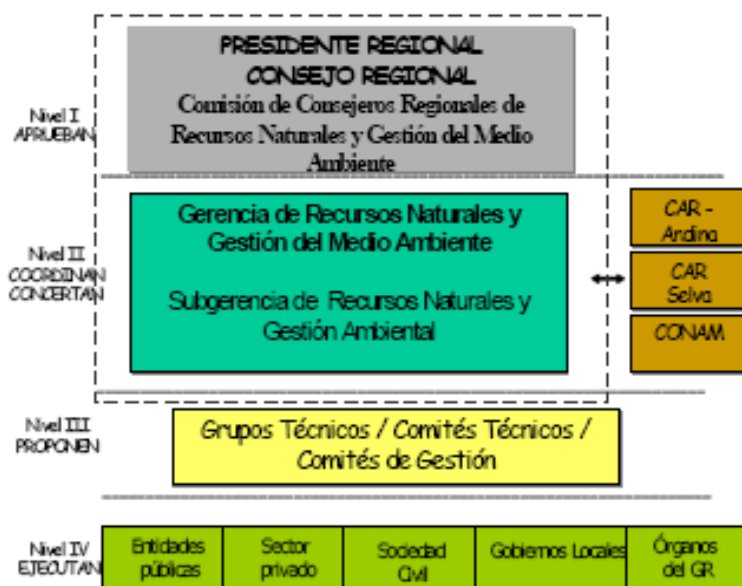 PRESIDENTE REGIONAL
CONSEJO REGIONAL
Comisión de Consejeros Regionales de
Recursos Naturales y Gestión del Medio
Ambiente
Nivel I
APRUEBAN
Gerencia de Recursos Naturales y
Gestión del Medio Ambiente
Subgerencia de Recursos Naturales y
Gestión Ambiental
Nivel II
COORDINAN
CONCERTAN
CAR -
Andina
CAR
Selva
CONAM
Nivel III
PROPONEN
Grupos Técnicos / Comités Técnicos /
Comités de Gestión
Nivel IV
EJECUTAN
Entidades
públicas
Sector
privado
Sociedad
Civil
Gobiernos Locales
Órganos
del GR